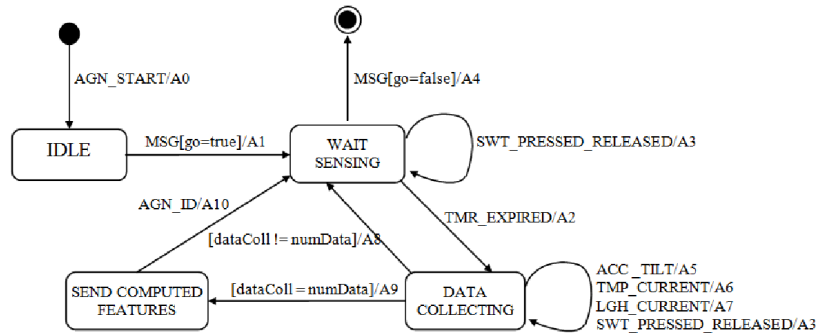 AGN_START/A0
MSG[go=false]/A4
IDLE
MSG[go=true]/A1
WAIT
SENSING
SWT_PRESSED_RELEASED/A3
AGN_ID/A10
TMR_EXPIRED/A2
[dataColl != numData]/A8
SEND COMPUTED
FEATURES
[dataColl = numData]/A9
DATA
COLLECTING
ACC_TILT/A5
TMP_CURRENT/A6
LGH_CURRENT/A7
SWT_PRESSED_RELEASED/A3